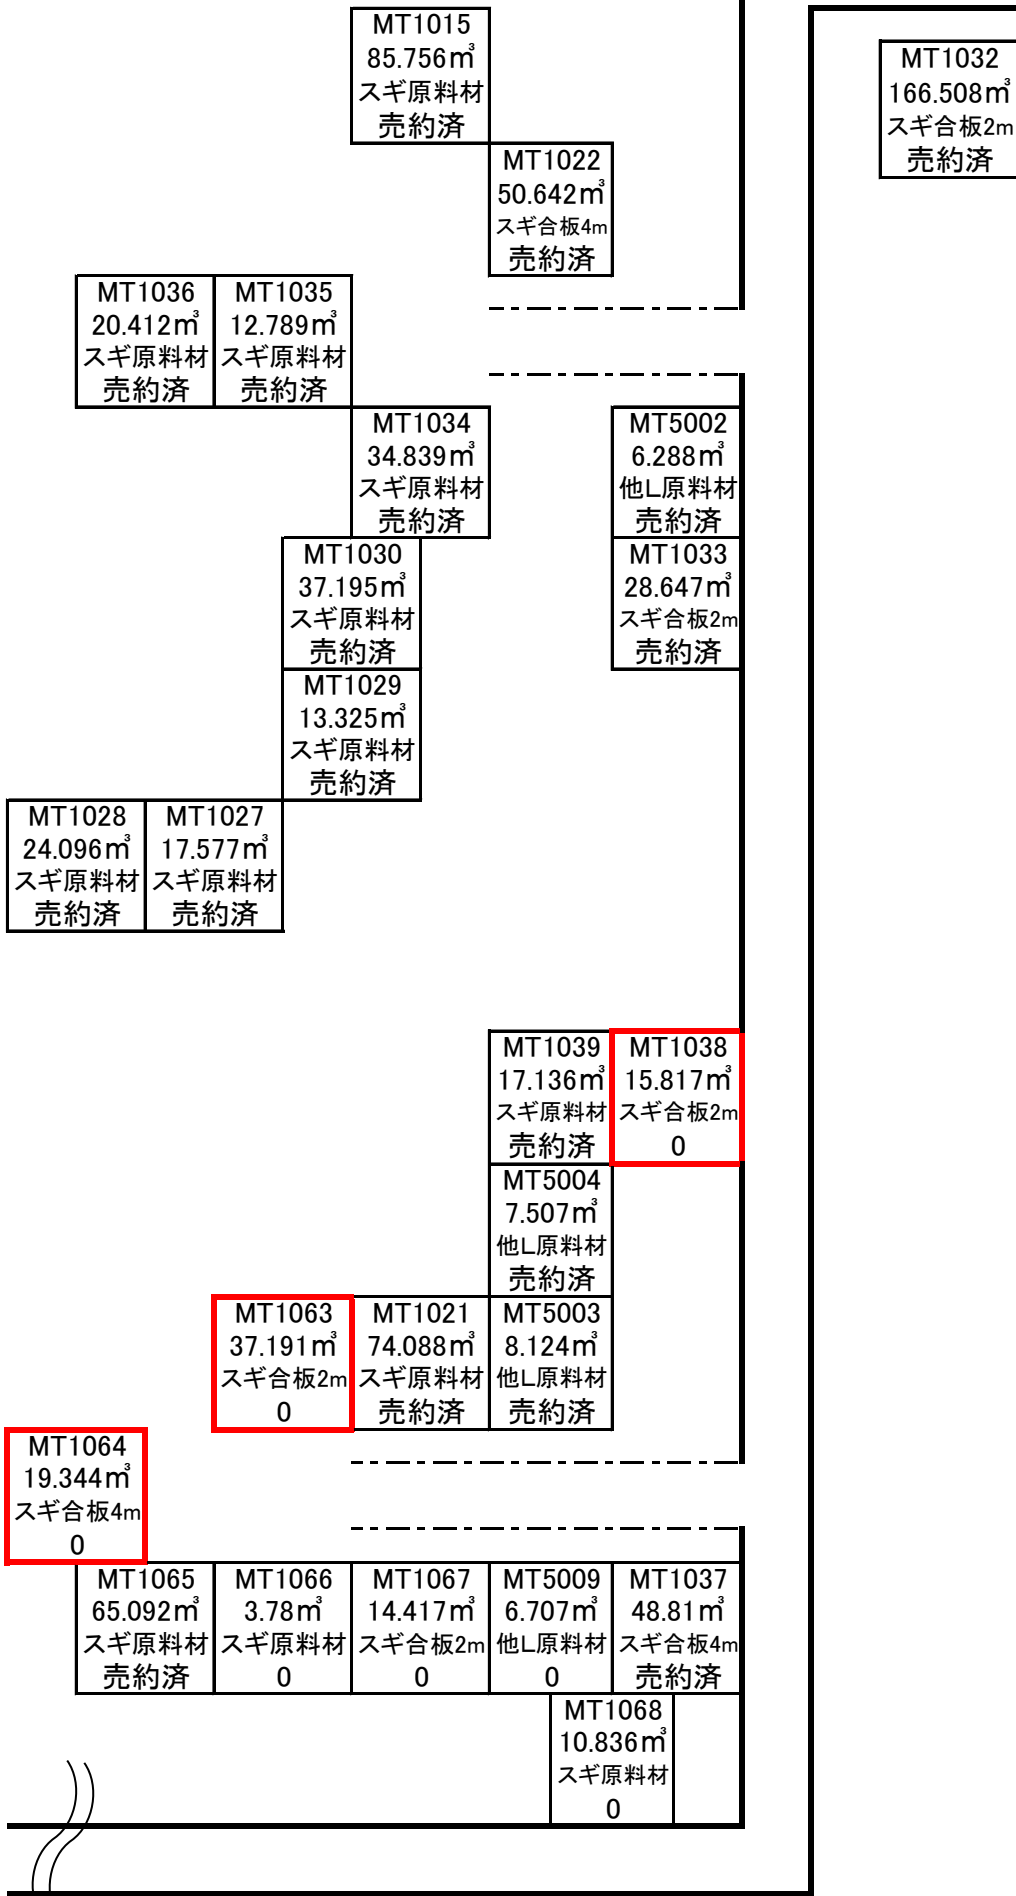 MT1015
85.756㎥
スギ原料材
売約済
MT1032
166.508㎥
スギ合板2m
売約済
MT1022
50.642㎥
スギ合板4m
売約済
MT1036
20.412㎥
スギ原料材
売約済
MT1035
12.789㎥
スギ原料材
売約済
MT1034
34.839㎥
スギ原料材
売約済
MT5002
6.288㎥
他L原料材
売約済
MT1030
37.195㎥
スギ原料材
売約済
MT1033
28.647㎥
スギ合板2m
売約済
MT1029
13.325㎥
スギ原料材
売約済
MT1028
24.096㎥
スギ原料材
売約済
MT1027
17.577㎥
スギ原料材
売約済
MT1039
17.136㎥
スギ原料材
売約済
MT1038
15.817㎥
スギ合板2m
0
MT5004
7.507㎥
他L原料材
売約済
MT1063
37.191㎥
スギ合板2m
0
MT1021
74.088㎥
スギ原料材
売約済
MT5003
8.124㎥
他L原料材
売約済
MT1064
19.344㎥
スギ合板4m
0
MT1065
65.092㎥
スギ原料材
売約済
MT1066
3.78㎥
スギ原料材
0
MT1067
14.417㎥
スギ合板2m
0
MT5009
6.707㎥
他L原料材
0
MT1037
48.81㎥
スギ合板4m
売約済
MT1068
10.836㎥
スギ原料材
0